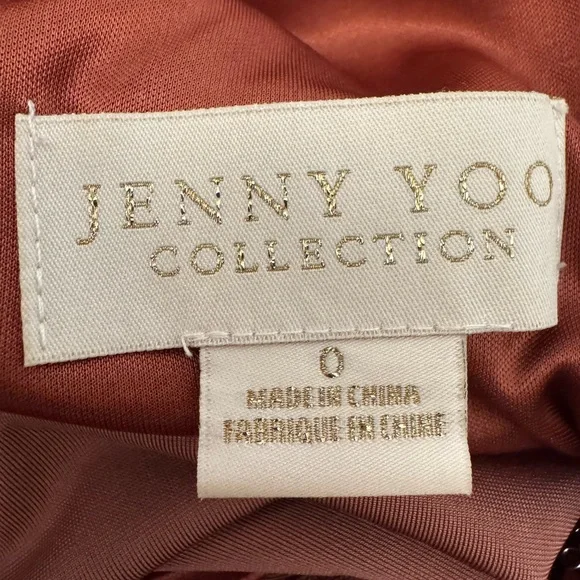 JENNY YOO
COLLECTION
0
MADE IN CHINA
FABRIQUE EN CHINE